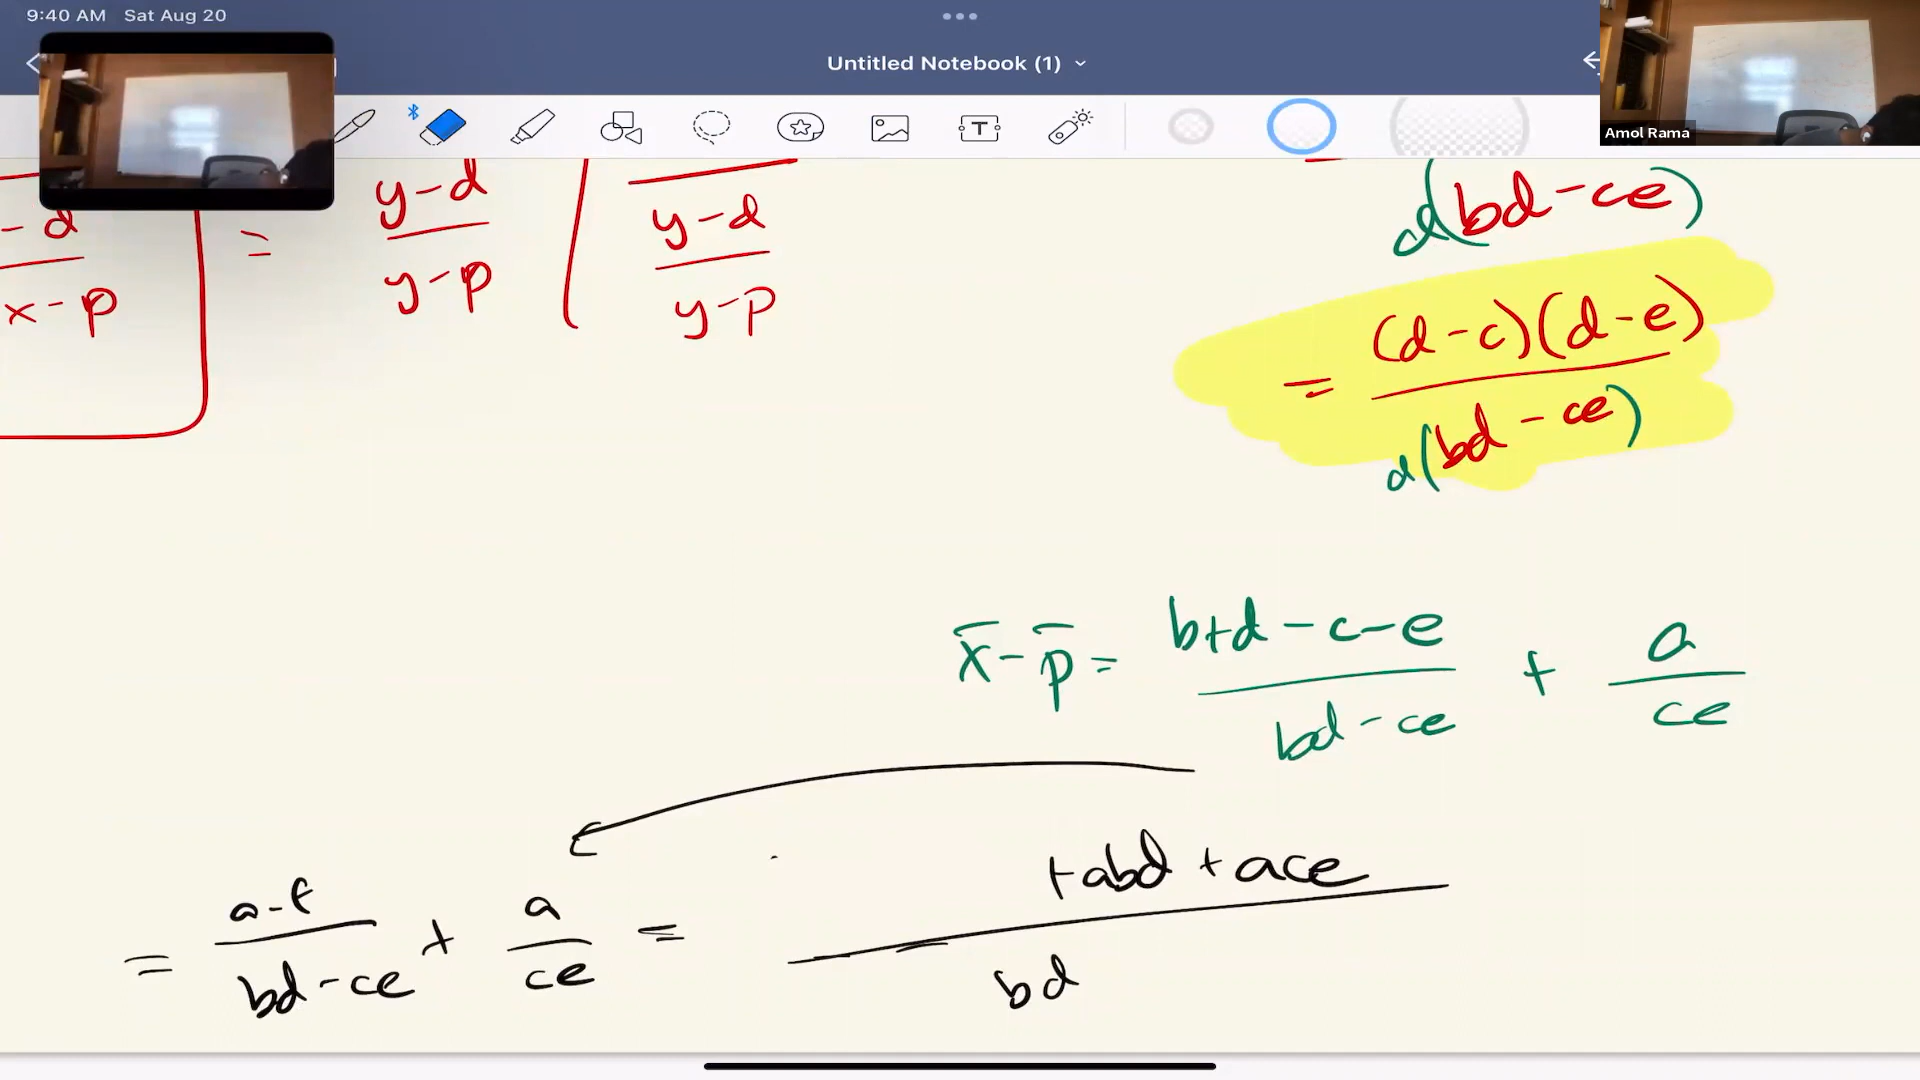 9:40 AM Sat Aug 20
Untitled Notebook (1)
Amol Rama
T
- d
x - p
=
y - d
y - p
y - d
y - p
d(bd - ce)
= (d - c)(d - e)
d(bd - ce)
x̄ - p̄ = b+d - c - e + a
bd - ce ce
+abd + ace
= a - f + a =
bd - ce ce bd